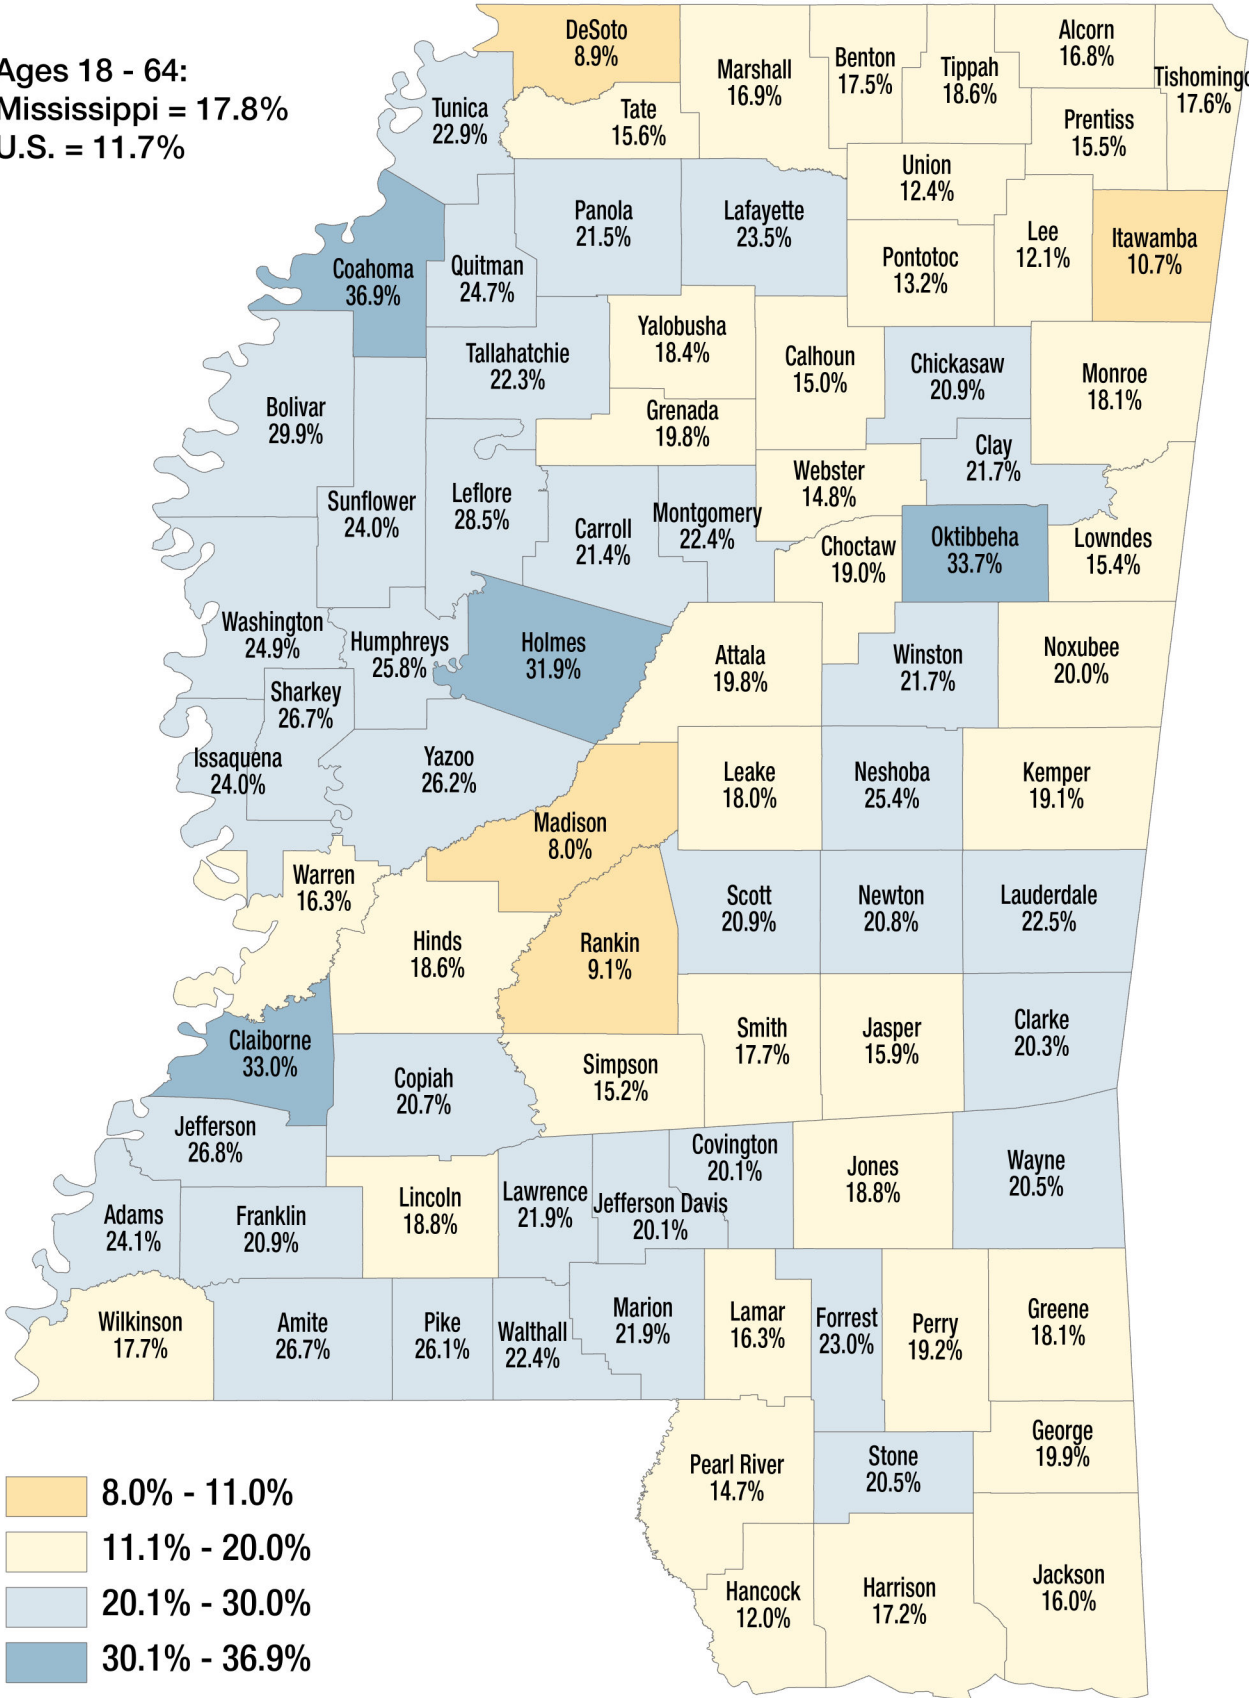 Ages 18 - 64:
Mississippi = 17.8%
U.S. = 11.7%
DeSoto
8.9%
Marshall
16.9%
Benton
17.5%
Tippah
18.6%
Alcorn
16.8%
Tishomingo
17.6%
Tunica
22.9%
Tate
15.6%
Prentiss
15.5%
Union
12.4%
Panola
21.5%
Lafayette
23.5%
Pontotoc
13.2%
Lee
12.1%
Itawamba
10.7%
Coahoma
36.9%
Quitman
24.7%
Yalobusha
18.4%
Tallahatchie
22.3%
Calhoun
15.0%
Chickasaw
20.9%
Monroe
18.1%
Bolivar
29.9%
Grenada
19.8%
Clay
21.7%
Sunflower
24.0%
Leflore
28.5%
Carroll
21.4%
Montgomery
22.4%
Webster
14.8%
Choctaw
19.0%
Oktibbeha
33.7%
Lowndes
15.4%
Washington
24.9%
Humphreys
25.8%
Holmes
31.9%
Attala
19.8%
Winston
21.7%
Noxubee
20.0%
Sharkey
26.7%
Issaquena
24.0%
Yazoo
26.2%
Leake
18.0%
Neshoba
25.4%
Kemper
19.1%
Madison
8.0%
Warren
16.3%
Hinds
18.6%
Rankin
9.1%
Scott
20.9%
Newton
20.8%
Lauderdale
22.5%
Claiborne
33.0%
Copiah
20.7%
Simpson
15.2%
Smith
17.7%
Jasper
15.9%
Clarke
20.3%
Jefferson
26.8%
Covington
20.1%
Jones
18.8%
Wayne
20.5%
Adams
24.1%
Franklin
20.9%
Lincoln
18.8%
Lawrence
21.9%
Jefferson Davis
20.1%
Wilkinson
17.7%
Amite
26.7%
Pike
26.1%
Walthall
22.4%
Marion
21.9%
Lamar
16.3%
Forrest
23.0%
Perry
19.2%
Greene
18.1%
Pearl River
14.7%
Stone
20.5%
George
19.9%
Hancock
12.0%
Harrison
17.2%
Jackson
16.0%
8.0% - 11.0%
11.1% - 20.0%
20.1% - 30.0%
30.1% - 36.9%